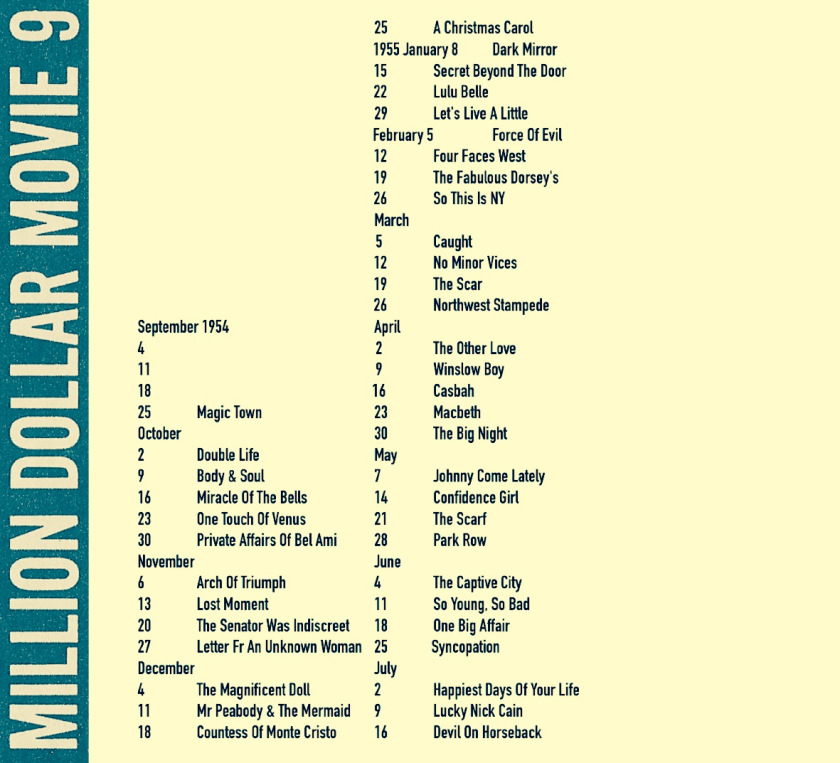 MILLION DOLLAR MOVIE 9
September 1954
4
11
18
25 Magic Town
October
2 Double Life
9 Body & Soul
16 Miracle Of The Bells
23 One Touch Of Venus
30 Private Affairs Of Bel Ami
November
6 Arch Of Triumph
13 Lost Moment
20 The Senator Was Indiscreet
27 Letter Fr An Unknown Woman
December
4 The Magnificent Doll
11 Mr Peabody & The Mermaid
18 Countess Of Monte Cristo
25 A Christmas Carol
1955 January 8 Dark Mirror
15 Secret Beyond The Door
22 Lulu Belle
29 Let's Live A Little
February 5 Force Of Evil
12 Four Faces West
19 The Fabulous Dorsey's
26 So This Is NY
March
5 Caught
12 No Minor Vices
19 The Scar
26 Northwest Stampede
April
2 The Other Love
9 Winslow Boy
16 Casbah
23 Macbeth
30 The Big Night
May
7 Johnny Come Lately
14 Confidence Girl
21 The Scarf
28 Park Row
June
4 The Captive City
11 So Young, So Bad
18 One Big Affair
25 Syncopation
July
2 Happiest Days Of Your Life
9 Lucky Nick Cain
16 Devil On Horseback